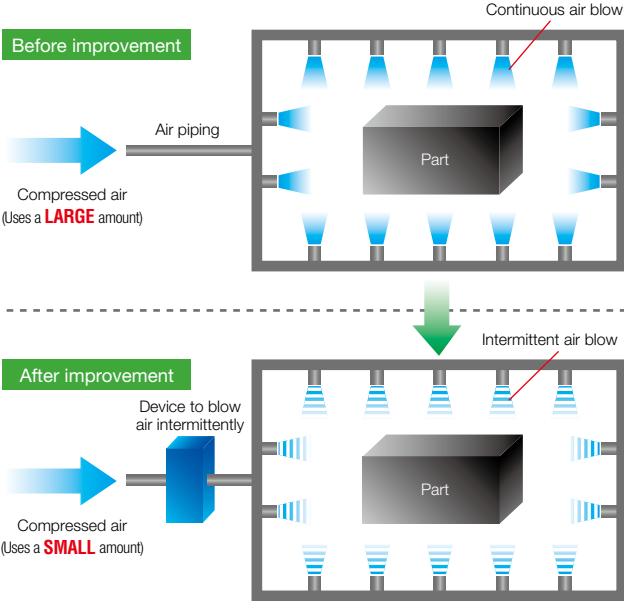 Continuous air blow
Before improvement
Air piping
Part
Compressed air
(Uses a LARGE amount)
Intermittent air blow
After improvement
Device to blow
air intermittently
Part
Compressed air
(Uses a SMALL amount)